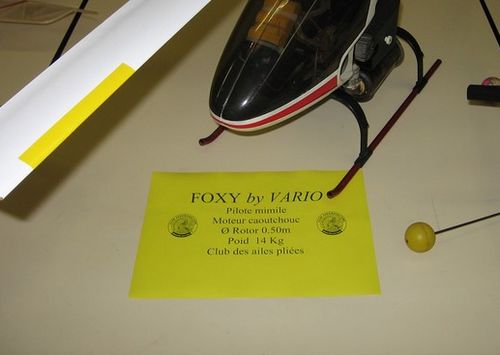 FOXY by VARIO
Pilote mimile
Moteur caoutchouc
Ø Rotor 0,50m
Poid 14 Kg
Club des ailes pliées